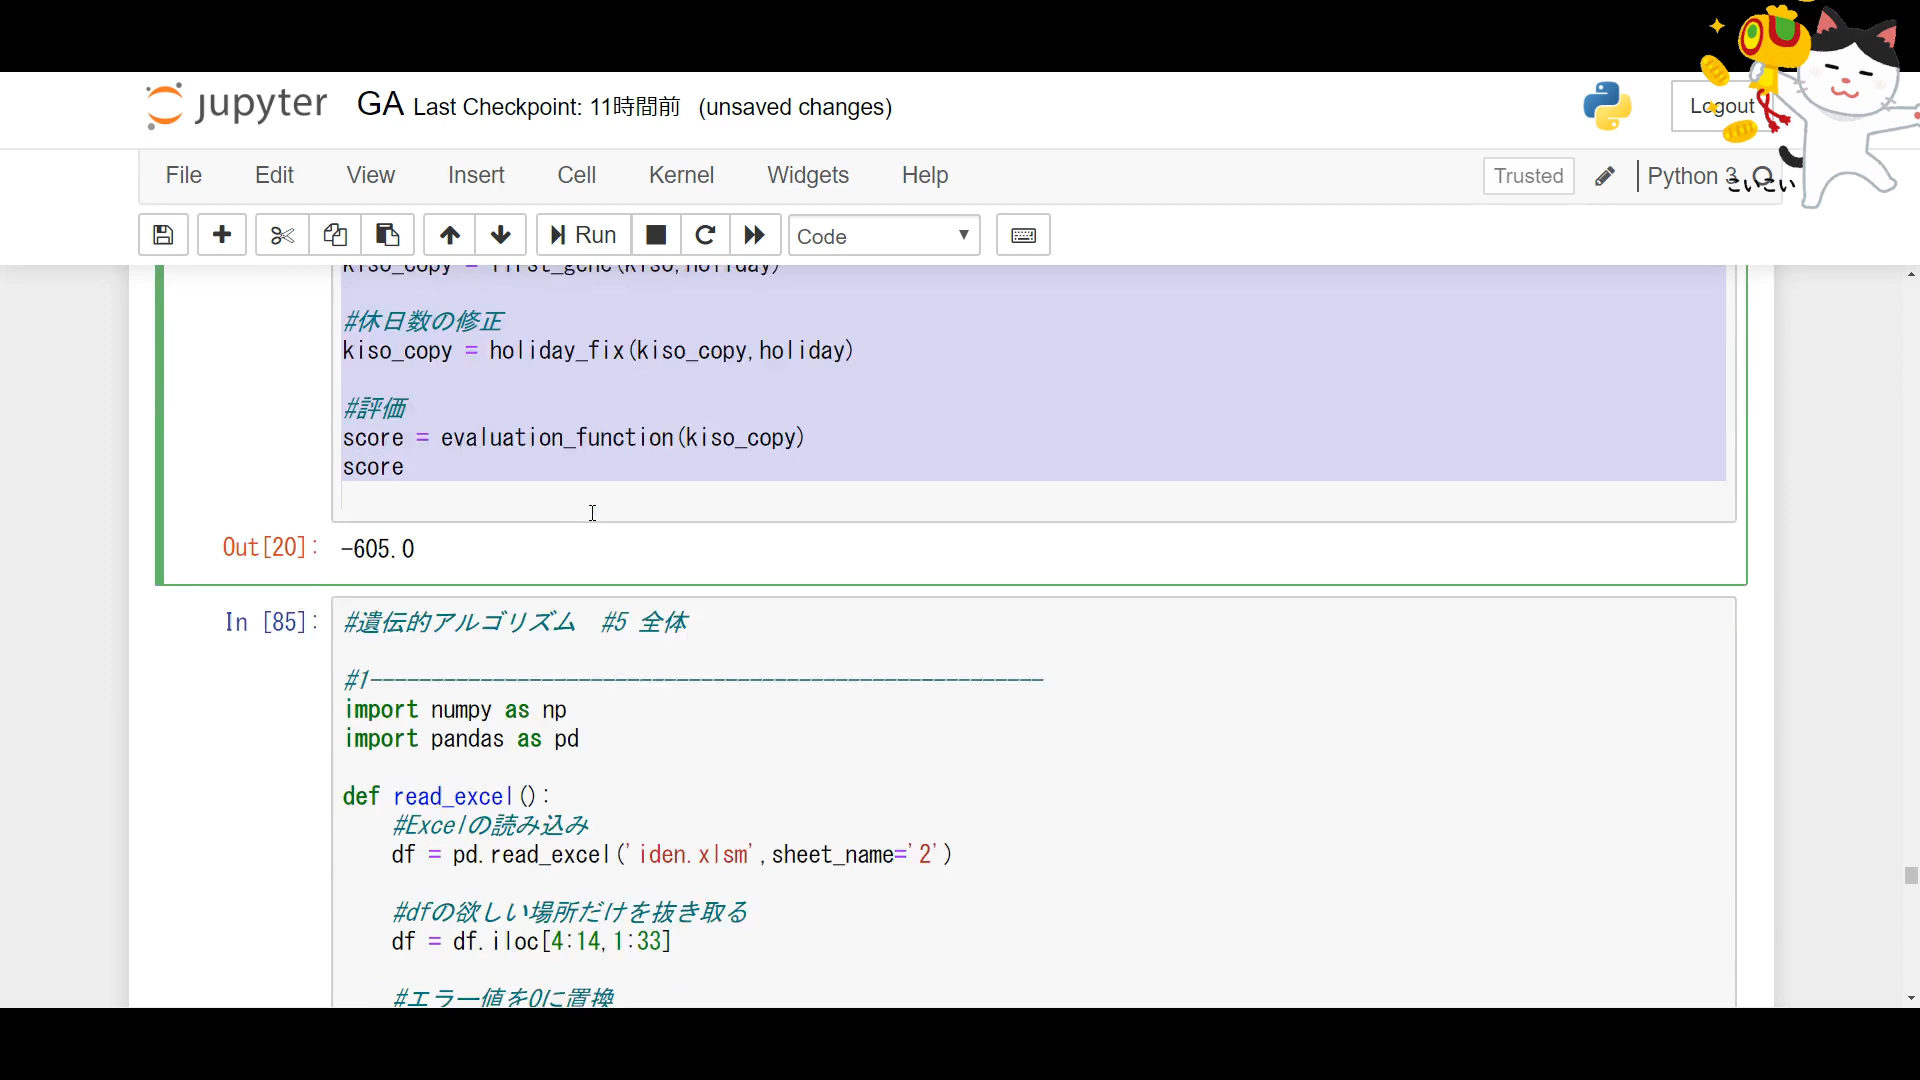 jupyter GA Last Checkpoint: 11時間前 (unsaved changes)
Logout
File Edit View Insert Cell Kernel Widgets Help
Trusted Python 3
こいこい
Run Code
kiso_copy = first_gene(kiso,holiday)
#休日数の修正
kiso_copy = holiday_fix(kiso_copy,holiday)
#評価
score = evaluation_function(kiso_copy)
score
Out[20]: -605.0
In [85]: #遺伝的アルゴリズム　#5 全体
#1-------------------------------------------------------
import numpy as np
import pandas as pd
def read_excel():
#Excelの読み込み
df = pd.read_excel('iden.xlsm',sheet_name='2')
#dfの欲しい場所だけを抜き取る
df = df.iloc[4:14,1:33]
#エラー値を0に置換